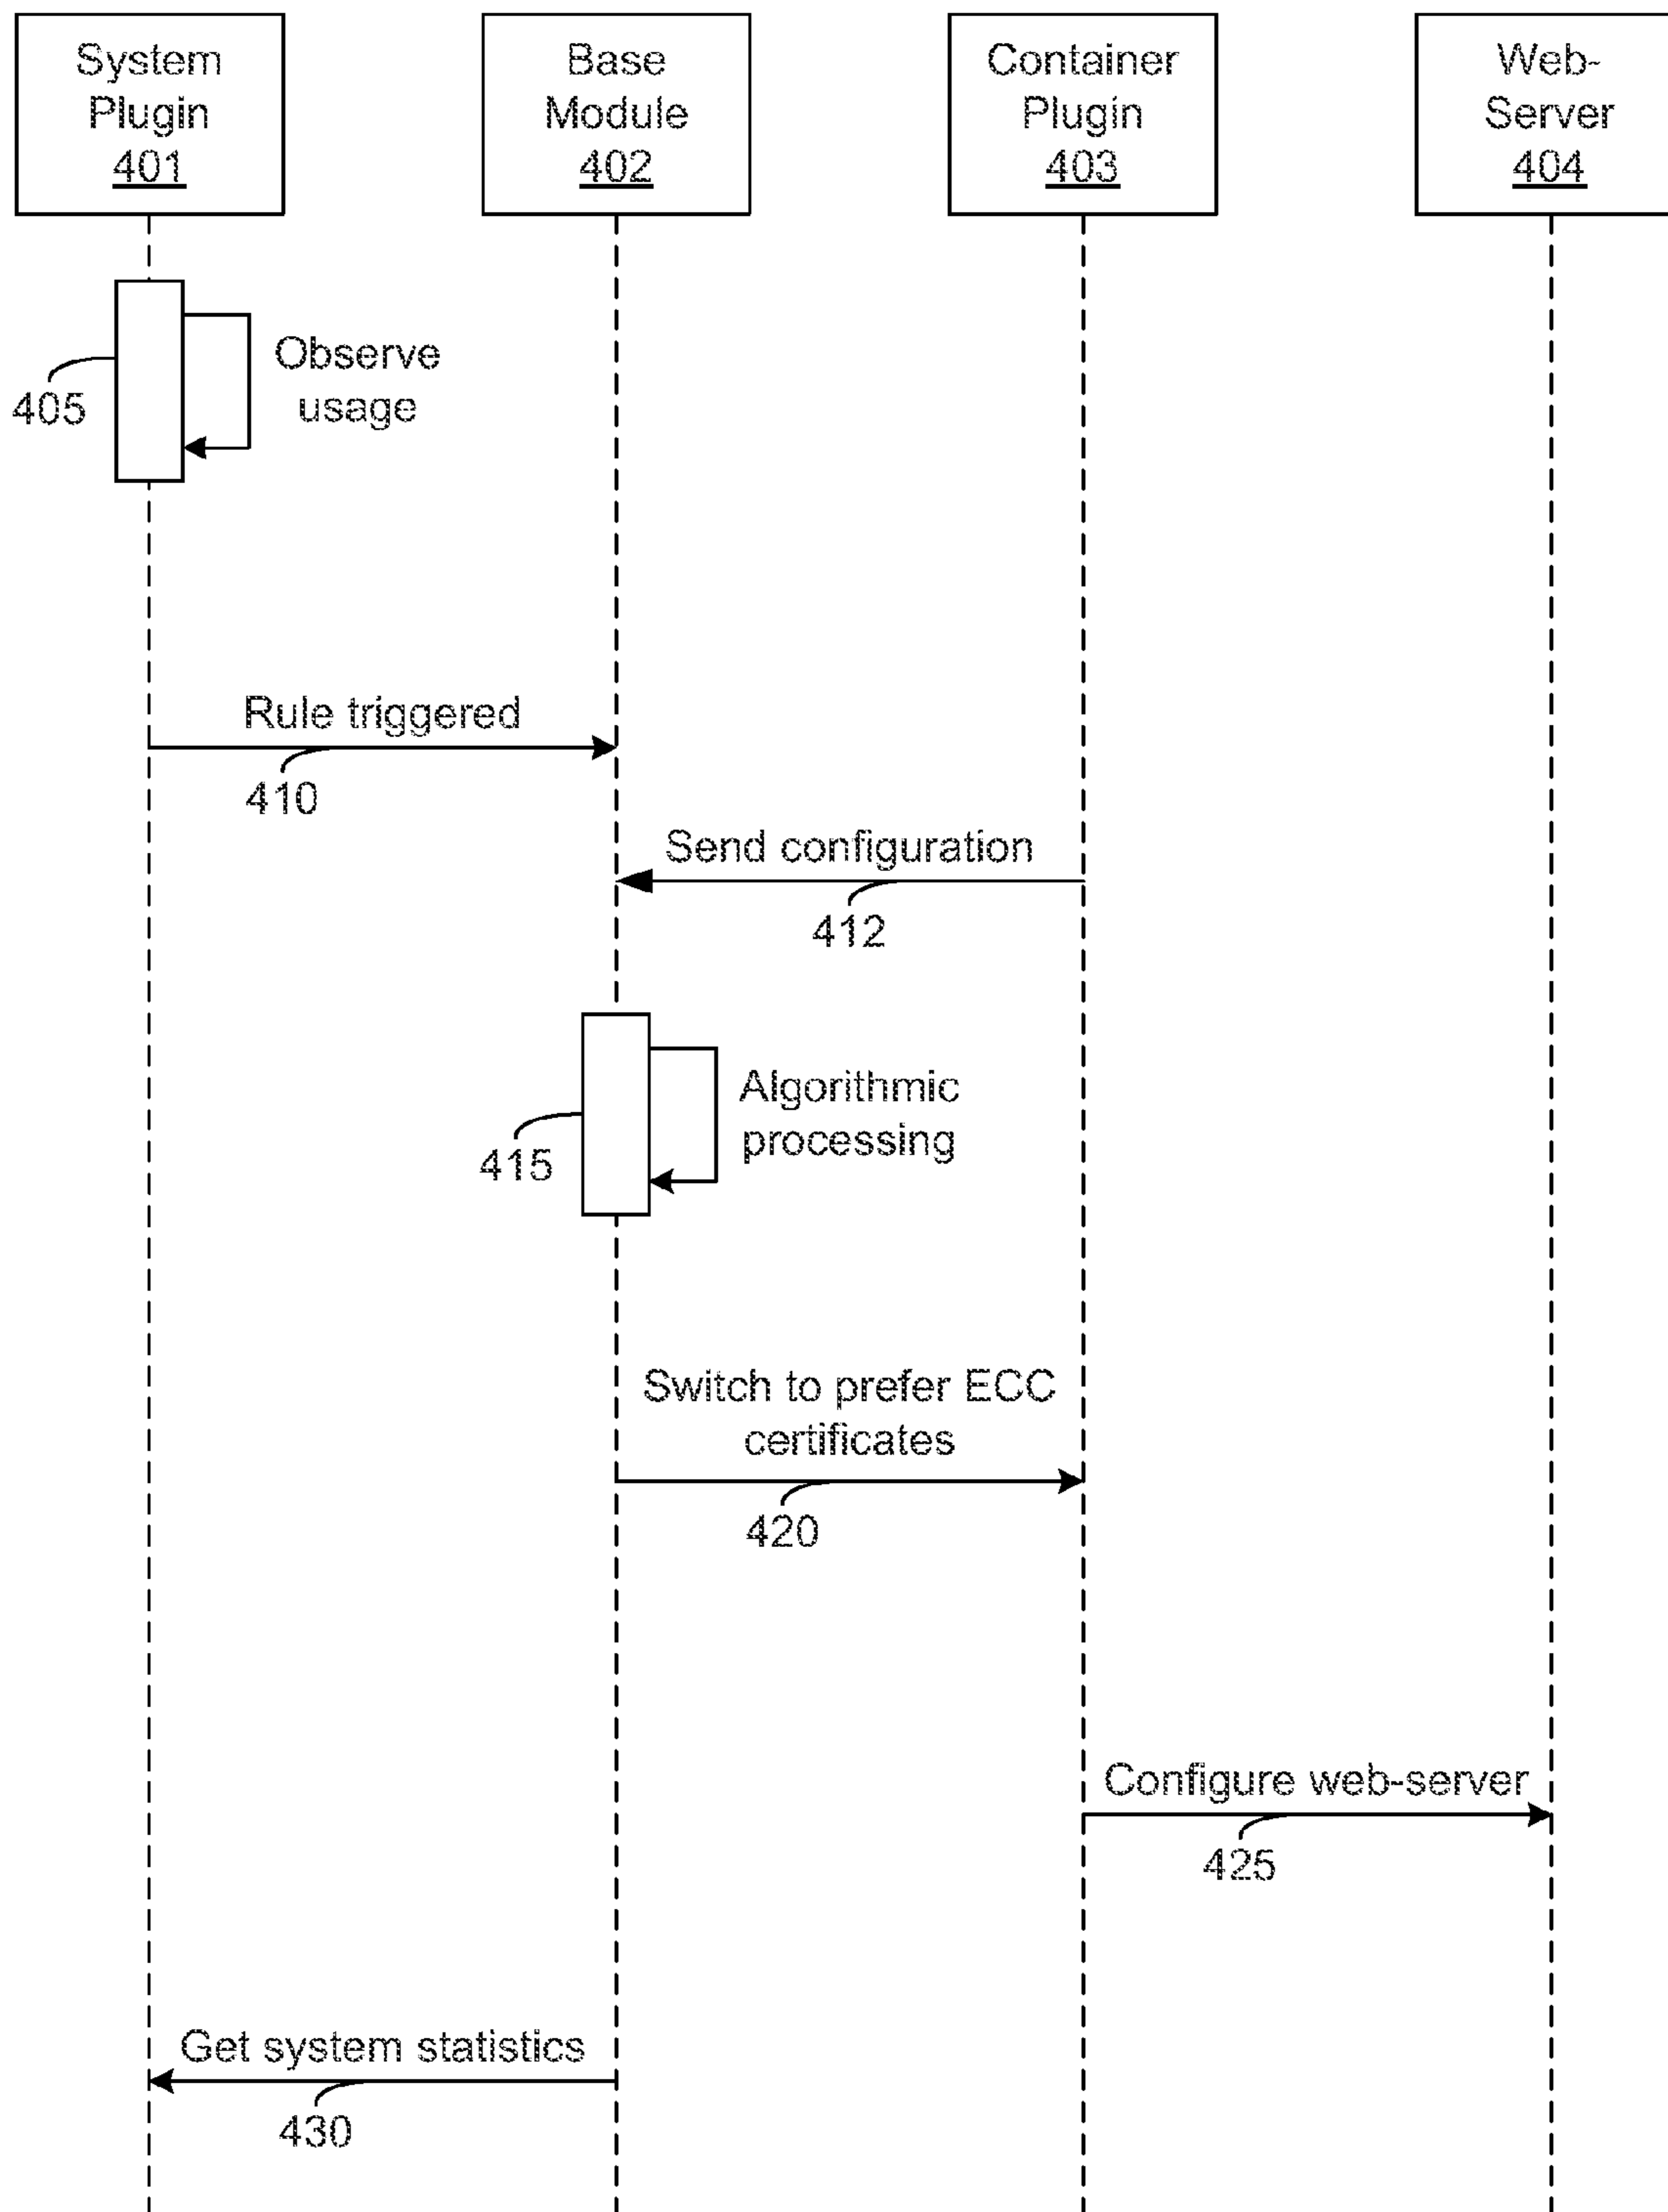 System
Plugin
401
Base
Module
402
Container
Plugin
403
Web-
Server
404
Observe
usage
405
Rule triggered
410
Send configuration
412
Algorithmic
processing
415
Switch to prefer ECC
certificates
420
Configure web-server
425
Get system statistics
430